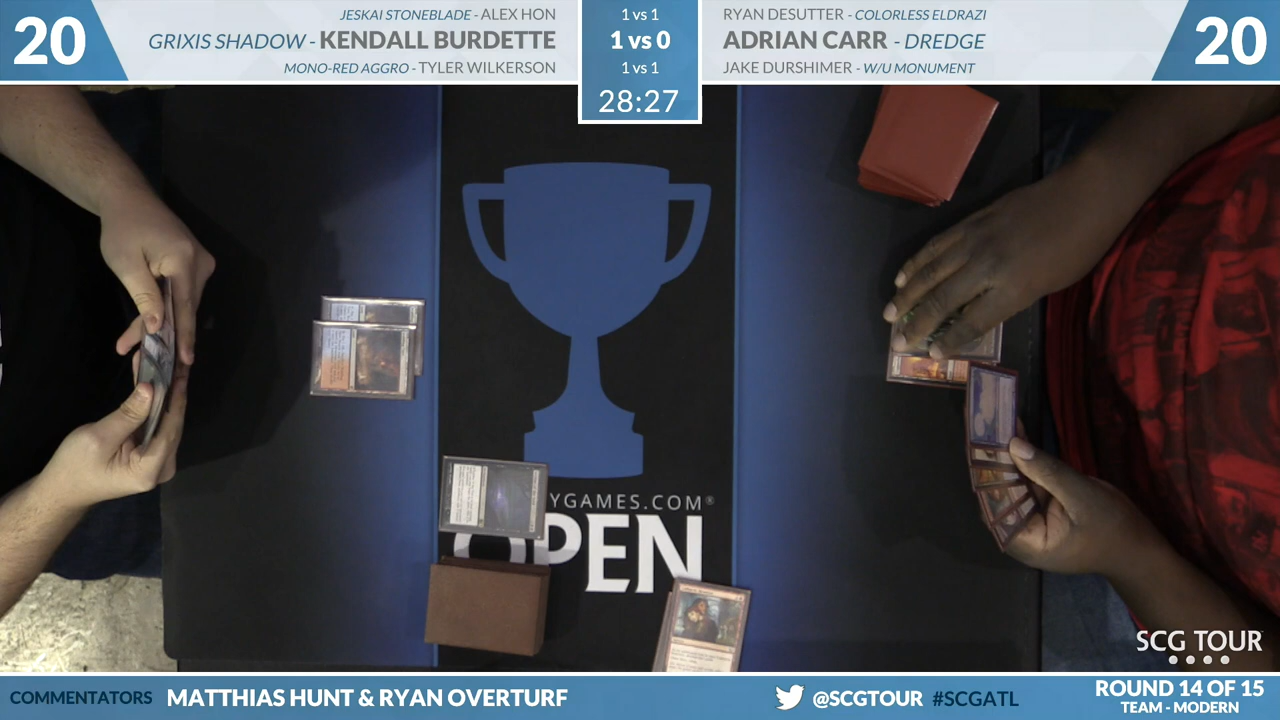 20
JESKAI STONEBLADE - ALEX HON
GRIXIS SHADOW - KENDALL BURDETTE
MONO-RED AGGRO - TYLER WILKERSON
1 vs 1
1 vs 0
1 vs 1
28:27
RYAN DESUTTER - COLORLESS ELDRAZI
ADRIAN CARR - DREDGE
JAKE DURSHIMER - W/U MONUMENT
20
YGAMES.COM®
OPEN
SCG TOUR
COMMENTATORS MATTHIAS HUNT & RYAN OVERTURF
@SCGTOUR #SCGATL
ROUND 14 OF 15
TEAM - MODERN